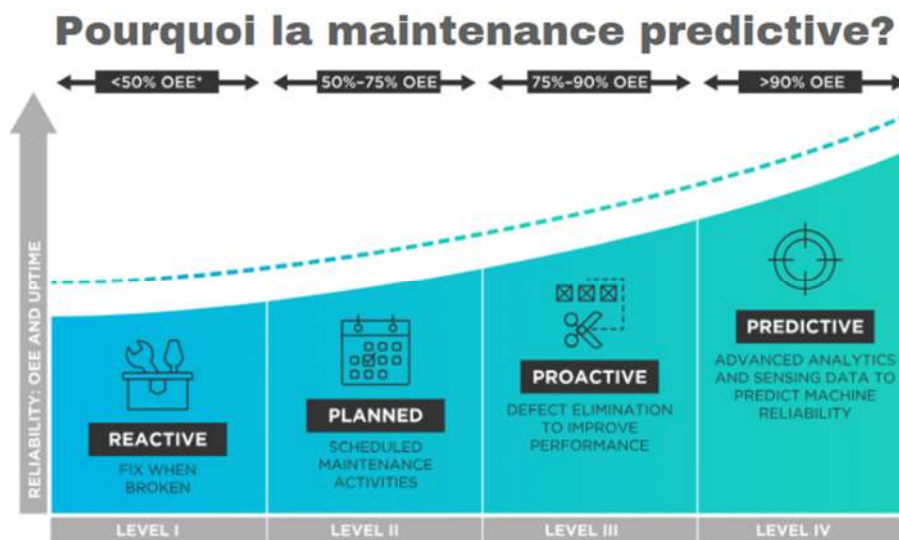 Pourquoi la maintenance predictive?
<50% OEE*
50%–75% OEE
75%–90% OEE
>90% OEE
RELIABILITY: OEE AND UPTIME
REACTIVE
FIX WHEN
BROKEN
PLANNED
SCHEDULED
MAINTENANCE
ACTIVITIES
PROACTIVE
DEFECT ELIMINATION
TO IMPROVE
PERFORMANCE
PREDICTIVE
ADVANCED ANALYTICS
AND SENSING DATA TO
PREDICT MACHINE
RELIABILITY
LEVEL I
LEVEL II
LEVEL III
LEVEL IV